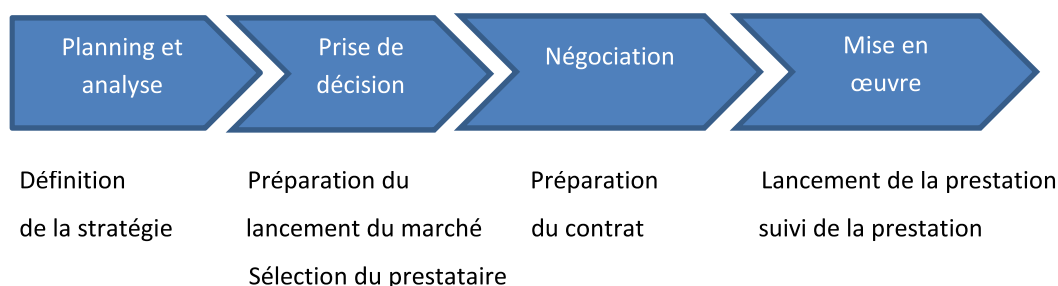 Planning et
analyse
Prise de
décision
Négociation
Mise en
œuvre
Définition
de la stratégie
Préparation du
lancement du marché
Sélection du prestataire
Préparation
du contrat
Lancement de la prestation
suivi de la prestation